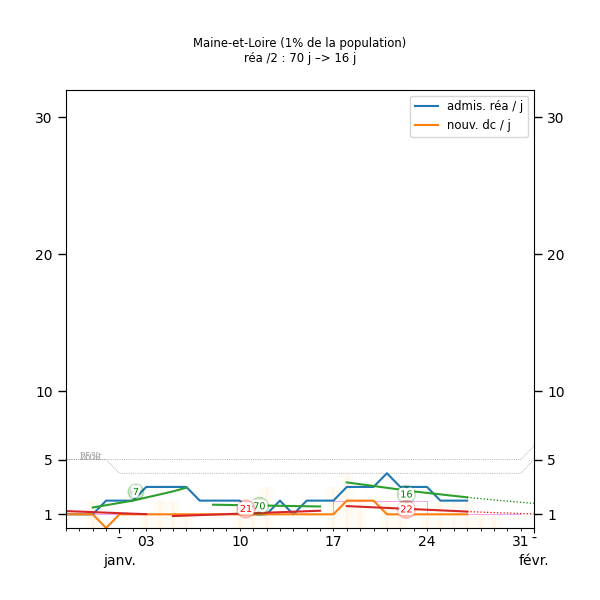 Maine-et-Loire (1% de la population)
réa /2 : 70 j –> 16 j
admis. réa / j
nouv. dc / j
30 30
20 20
10 10
5 5
1 1
25%
7
21
70
16
22
- 03 10 17 24 31 -
janv. févr.